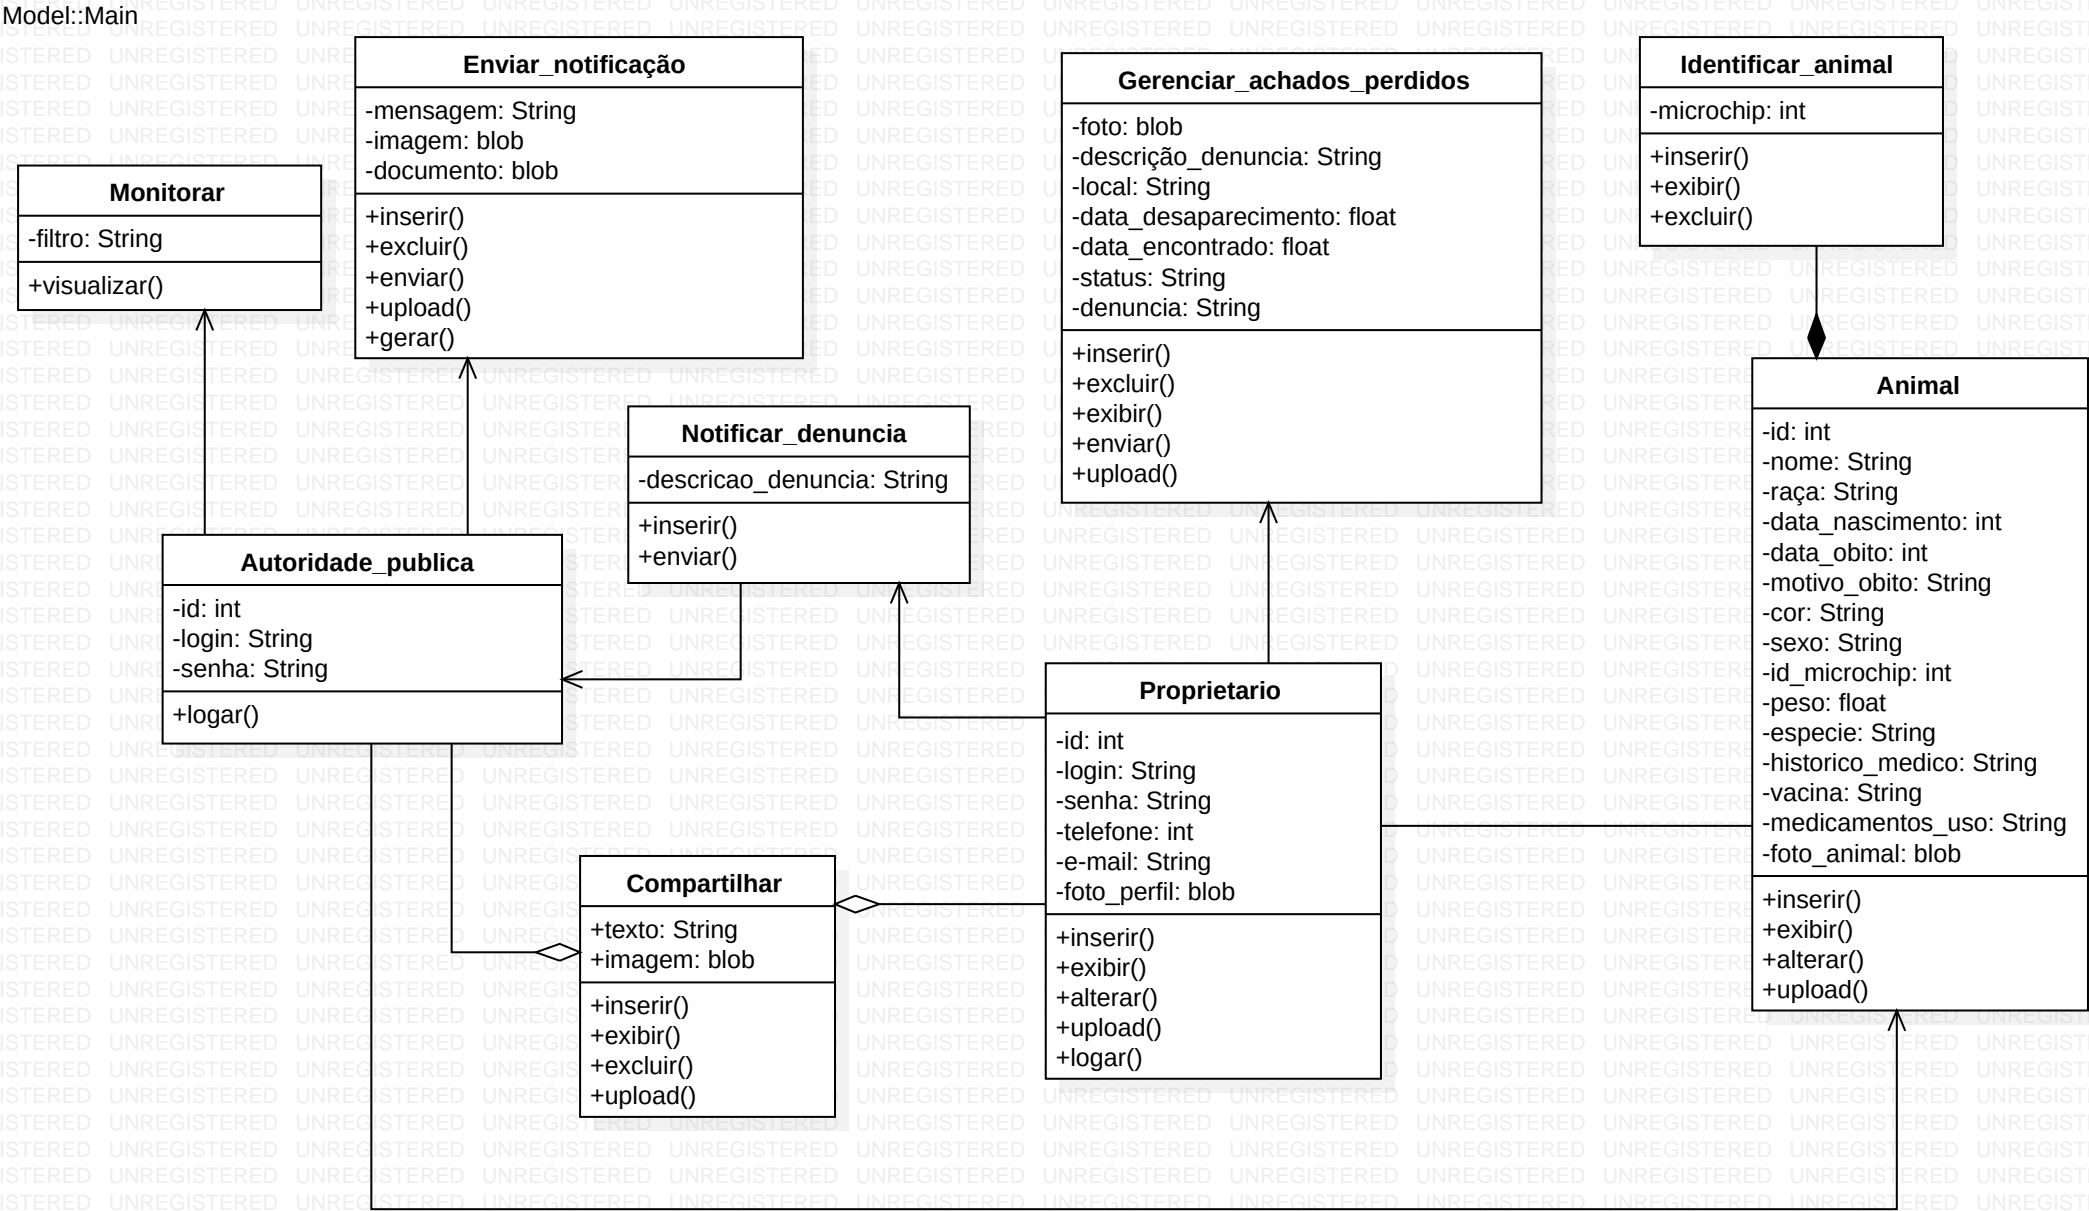 Model::Main
Enviar_notificação
-mensagem: String
-imagem: blob
-documento: blob
+inserir()
+excluir()
+enviar()
+upload()
+gerar()
Gerenciar_achados_perdidos
-foto: blob
-descrição_denuncia: String
-local: String
-data_desaparecimento: float
-data_encontrado: float
-status: String
-denuncia: String
+inserir()
+excluir()
+exibir()
+enviar()
+upload()
Identificar_animal
-microchip: int
+inserir()
+exibir()
+excluir()
Monitorar
-filtro: String
+visualizar()
Animal
-id: int
-nome: String
-raça: String
-data_nascimento: int
-data_obito: int
-motivo_obito: String
-cor: String
-sexo: String
-id_microchip: int
-peso: float
-especie: String
-historico_medico: String
-vacina: String
-medicamentos_uso: String
-foto_animal: blob
+inserir()
+exibir()
+alterar()
+upload()
Notificar_denuncia
-descricao_denuncia: String
+inserir()
+enviar()
Autoridade_publica
-id: int
-login: String
-senha: String
+logar()
Proprietario
-id: int
-login: String
-senha: String
-telefone: int
-e-mail: String
-foto_perfil: blob
+inserir()
+exibir()
+alterar()
+upload()
+logar()
Compartilhar
+texto: String
+imagem: blob
+inserir()
+exibir()
+excluir()
+upload()
UNREGISTERED